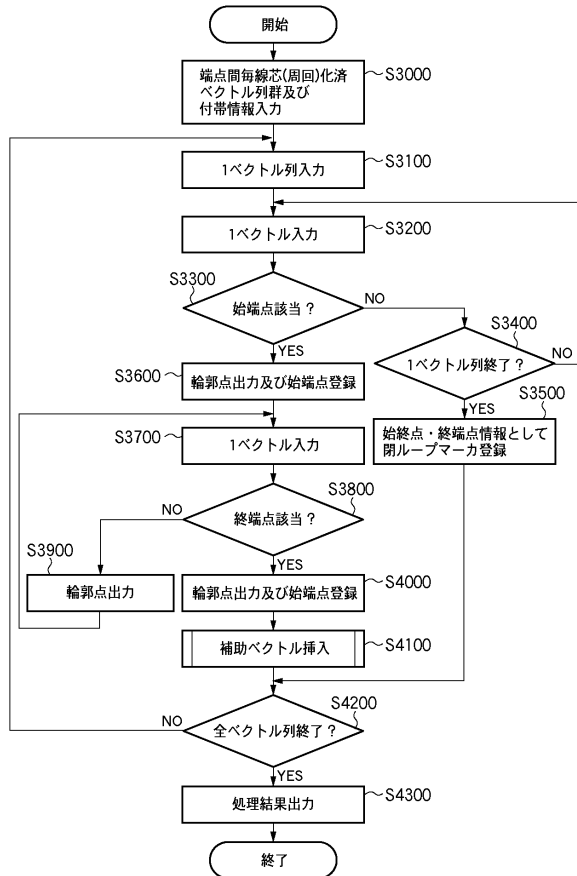 開始
端点間毎線芯(周回)化済
ベクトル列群及び
付帯情報入力
S3000
1ベクトル列入力
S3100
1ベクトル入力
S3200
S3300
始端点該当？
NO
YES
S3400
1ベクトル列終了？
NO
YES
S3500
始終点・終端点情報として
閉ループマーカ登録
S3600
輪郭点出力及び始端点登録
S3700
1ベクトル入力
S3800
終端点該当？
NO
YES
S3900
輪郭点出力
輪郭点出力及び始端点登録
S4000
補助ベクトル挿入
S4100
S4200
全ベクトル列終了？
NO
YES
処理結果出力
S4300
終了